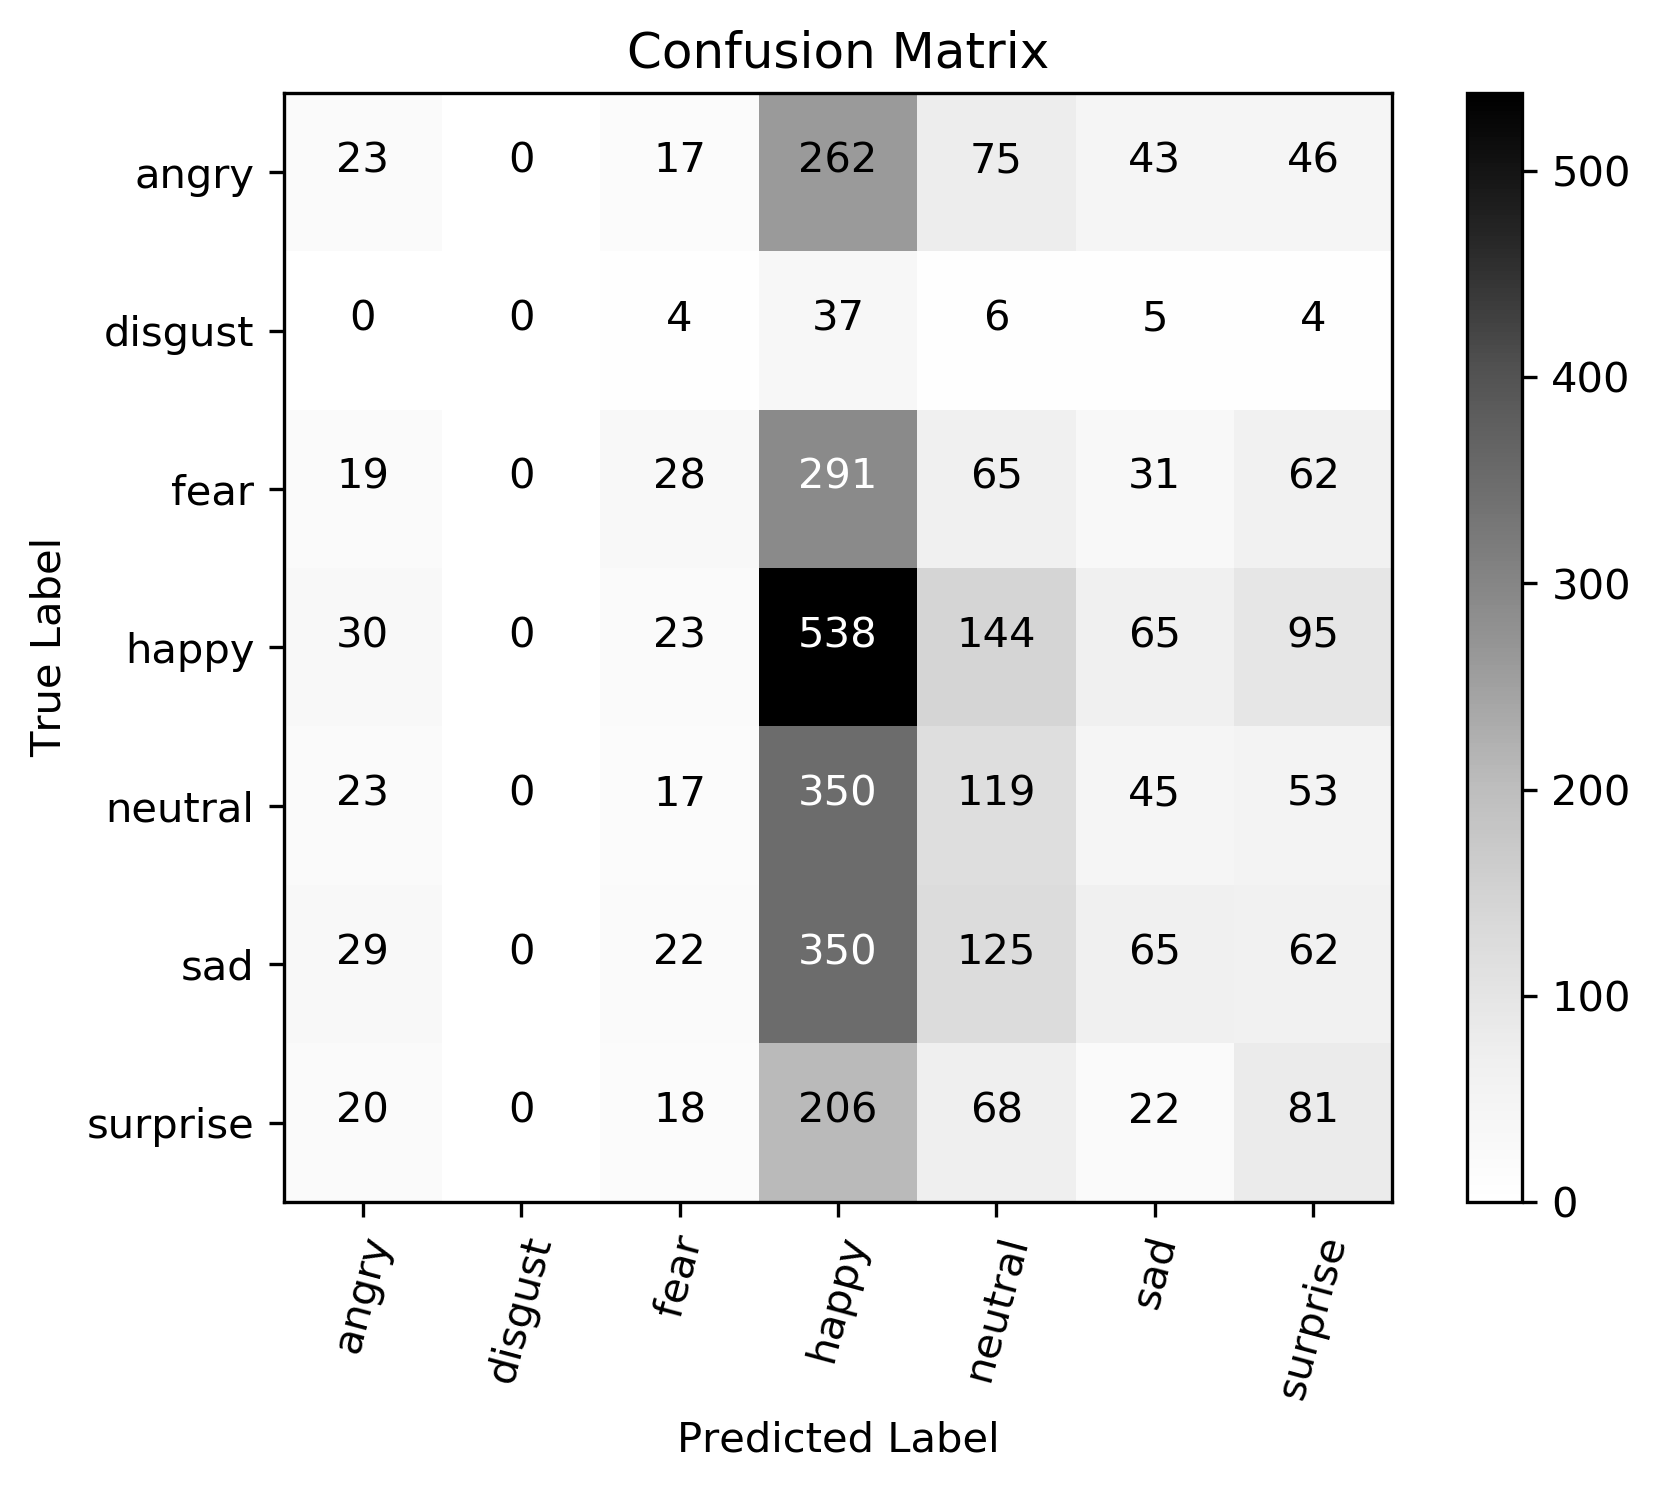 Confusion Matrix
angry 23 0 17 262 75 43 46
disgust 0 0 4 37 6 5 4
fear 19 0 28 291 65 31 62
happy 30 0 23 538 144 65 95
neutral 23 0 17 350 119 45 53
sad 29 0 22 350 125 65 62
surprise 20 0 18 206 68 22 81
True Label
angry disgust fear happy neutral sad surprise
Predicted Label
500
400
300
200
100
0